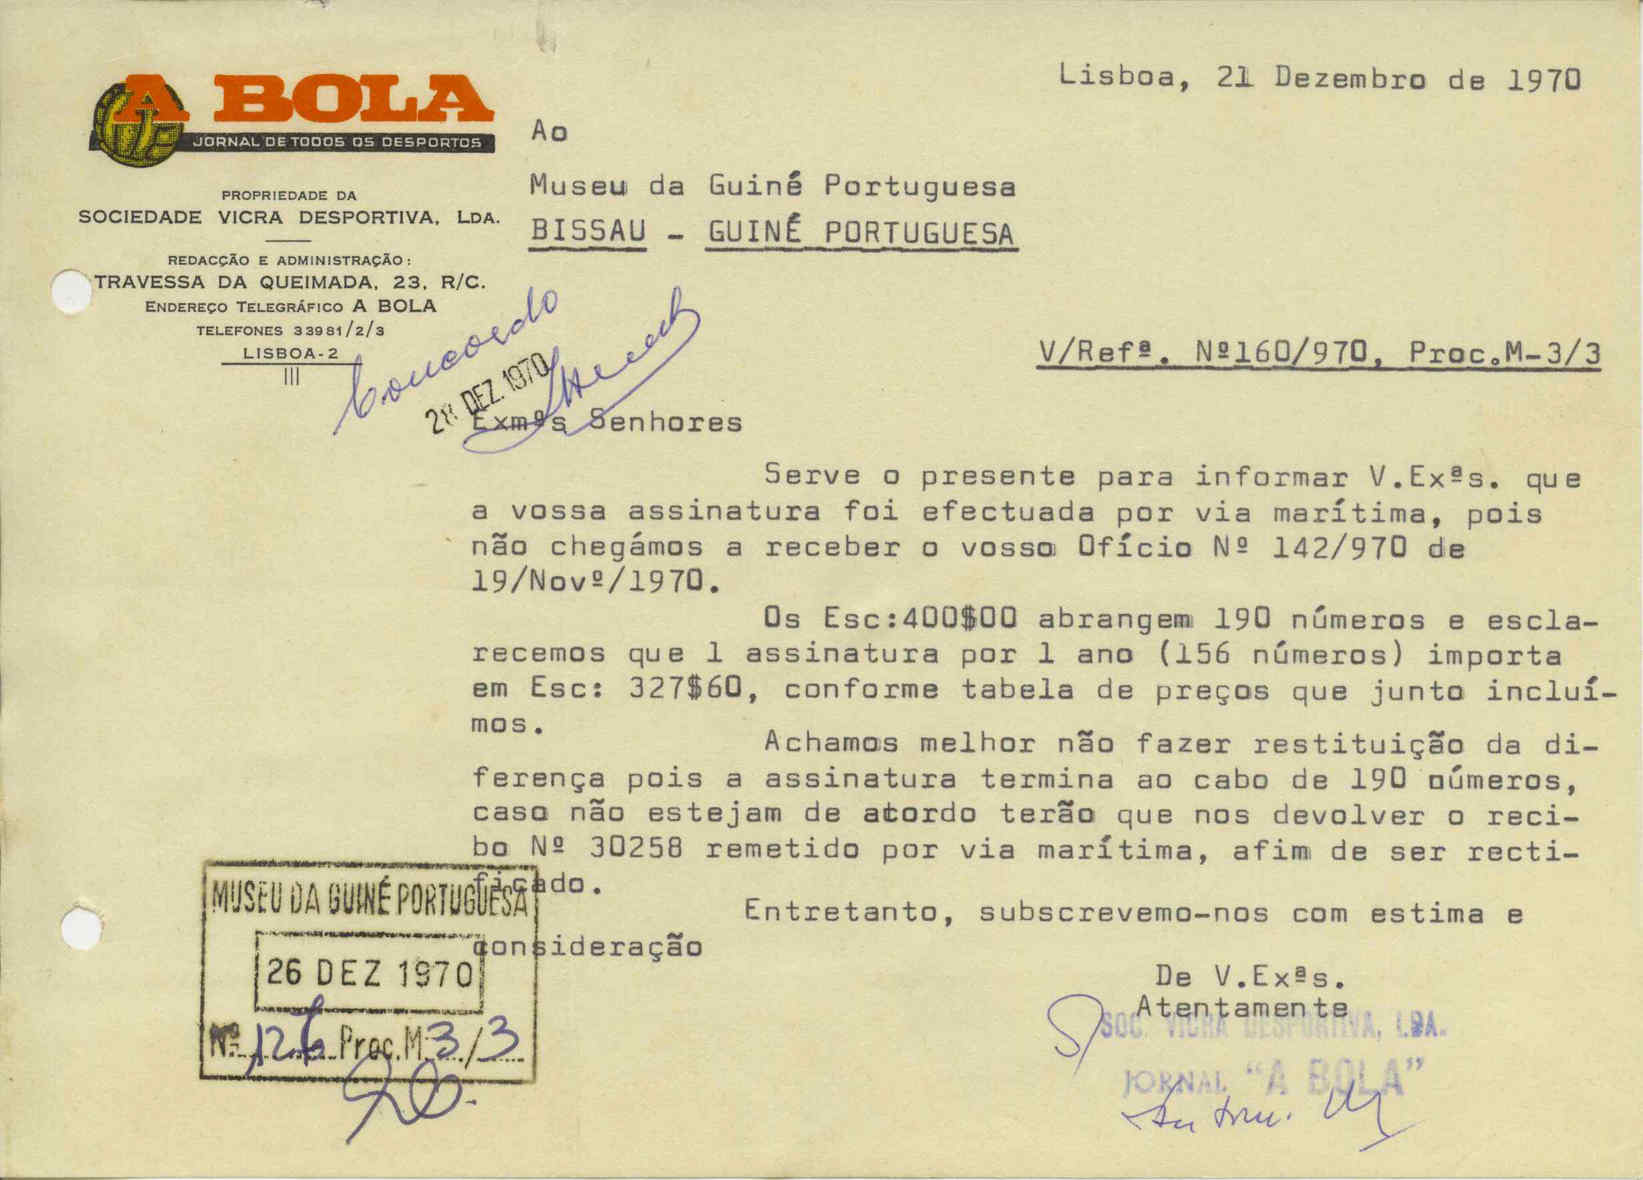 A BOLA
JORNAL DE TODOS OS DESPORTOS
PROPRIEDADE DA
SOCIEDADE VICRA DESPORTIVA, LDA.
REDACÇÃO E ADMINISTRAÇÃO:
TRAVESSA DA QUEIMADA, 23, R/C.
ENDEREÇO TELEGRÁFICO A BOLA
TELEFONES 33981/2/3
LISBOA-2
Lisboa, 21 Dezembro de 1970
Ao
Museu da Guiné Portuguesa
BISSAU - GUINÉ PORTUGUESA
V/Refª. Nº160/970, Proc.M-3/3
Concordo
28 DEZ. 1970
Exmºs Senhores
Serve o presente para informar V.Exªs. que
a vossa assinatura foi efectuada por via marítima, pois
não chegámos a receber o vosso Ofício Nº 142/970 de
19/Novº/1970.
Os Esc:400$00 abrangem 190 números e escla-
recemos que 1 assinatura por 1 ano (156 números) importa
em Esc: 327$60, conforme tabela de preços que junto incluí-
mos.
Achamos melhor não fazer restituição da di-
ferença pois a assinatura termina ao cabo de 190 números,
caso não estejam de acordo terão que nos devolver o reci-
bo Nº 30258 remetido por via marítima, afim de ser recti-
ficado.
Entretanto, subscrevemo-nos com estima e
consideração
De V.Exªs.
Atentamente
SOC. VICRA DESPORTIVA, LDA.
JORNAL "A BOLA"
MUSEU DA GUINÉ PORTUGUESA
26 DEZ 1970
Nº 126 Proc. M 3/3